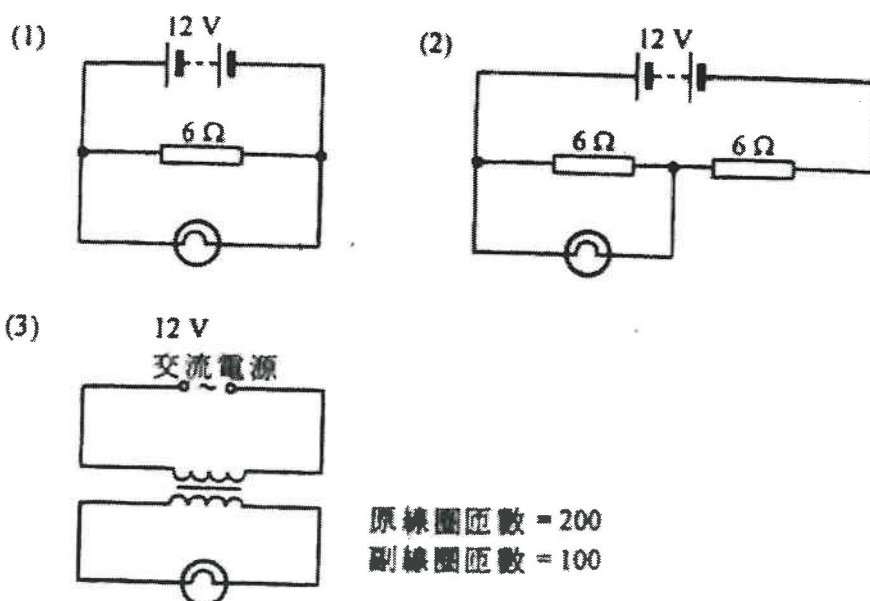 (1)
12 V
6 Ω
(2)
12 V
6 Ω
6 Ω
(3)
12 V
交流電源
~
原線圈匝數 = 200
副線圈匝數 = 100